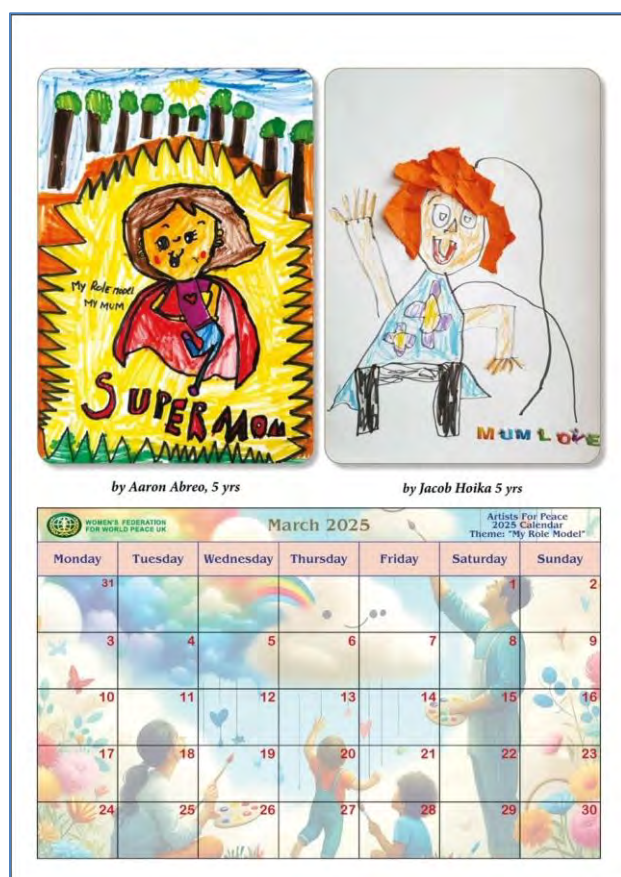 My Role model
MY MUM
SUPERMOM
MUM LOVE
by Aaron Abreo, 5 yrs
by Jacob Hoika 5 yrs
WOMEN'S FEDERATION
FOR WORLD PEACE UK
March 2025
Artists For Peace
2025 Calendar
Theme: "My Role Model"
Monday Tuesday Wednesday Thursday Friday Saturday Sunday
31 1 2
3 4 5 6 7 8 9
10 11 12 13 14 15 16
17 18 19 20 21 22 23
24 25 26 27 28 29 30